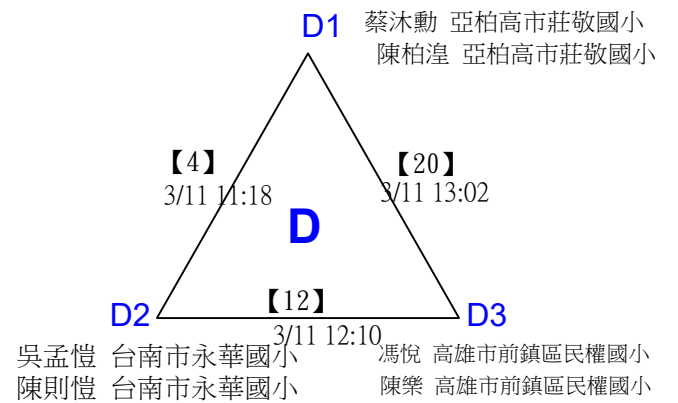 D1
蔡沐勳 亞柏高市莊敬國小
陳柏湟 亞柏高市莊敬國小
【4】
3/11 11:18
【20】
3/11 13:02
D
【12】
3/11 12:10
D2
D3
吳孟愷 台南市永華國小
陳則愷 台南市永華國小
馮悅 高雄市前鎮區民權國小
陳樂 高雄市前鎮區民權國小